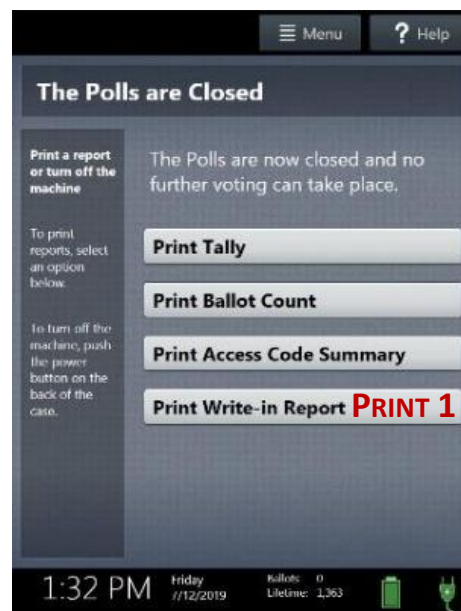 Menu
? Help
The Polls are Closed
Print a report
or turn off the
machine
To print
reports, select
an option
below.
To turn off the
machine, push
the power
button on the
back of the
case.
The Polls are now closed and no
further voting can take place.
Print Tally
Print Ballot Count
Print Access Code Summary
Print Write-in Report PRINT 1
1:32 PM
Friday
7/12/2019
Ballots: 0
Lifetime: 1,363